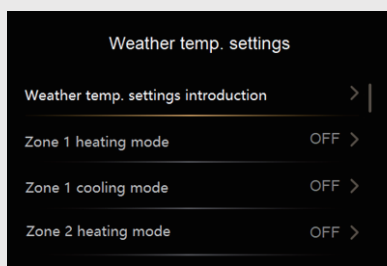 Weather temp. settings
Weather temp. settings introduction
Zone 1 heating mode OFF
Zone 1 cooling mode OFF
Zone 2 heating mode OFF